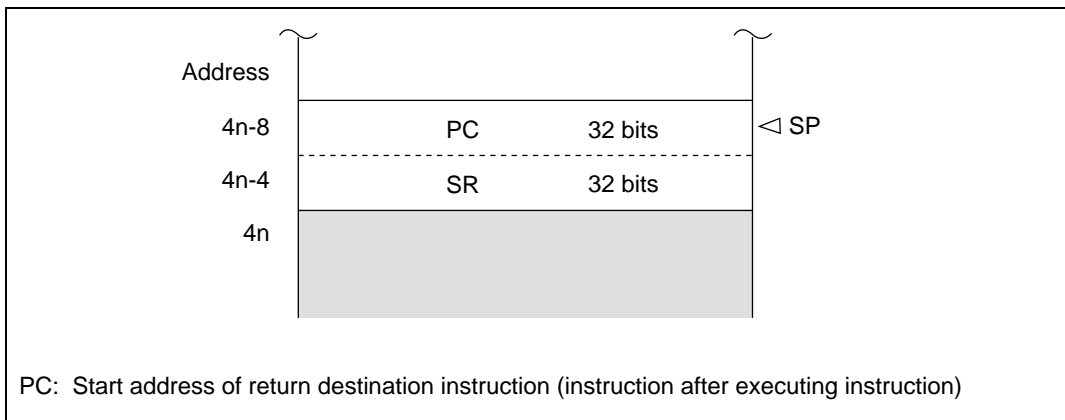 Address
4n-8 PC 32 bits SP
4n-4 SR 32 bits
4n
PC: Start address of return destination instruction (instruction after executing instruction)